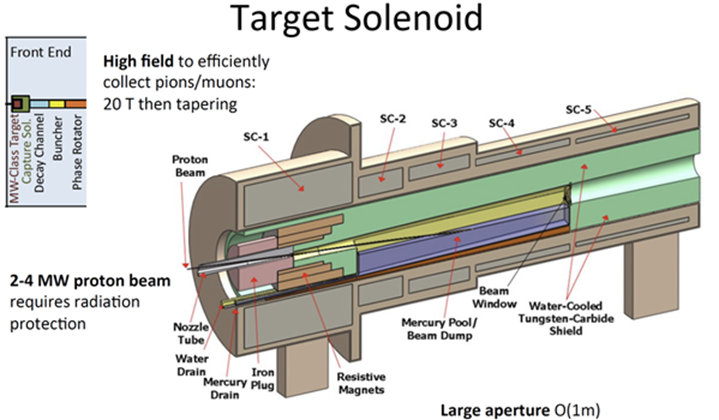 Target Solenoid
Front End
MW-Class Target
Capture Sol.
Decay Channel
Buncher
Phase Rotator
High field to efficiently
collect pions/muons:
20 T then tapering
SC-1
SC-2
SC-3
SC-4
SC-5
Proton
Beam
2-4 MW proton beam
requires radiation
protection
Nozzle
Tube
Water
Drain
Mercury
Drain
Iron
Plug
Resistive
Magnets
Mercury Pool/
Beam Dump
Beam
Window
Water-Cooled
Tungsten-Carbide
Shield
Large aperture O(1m)